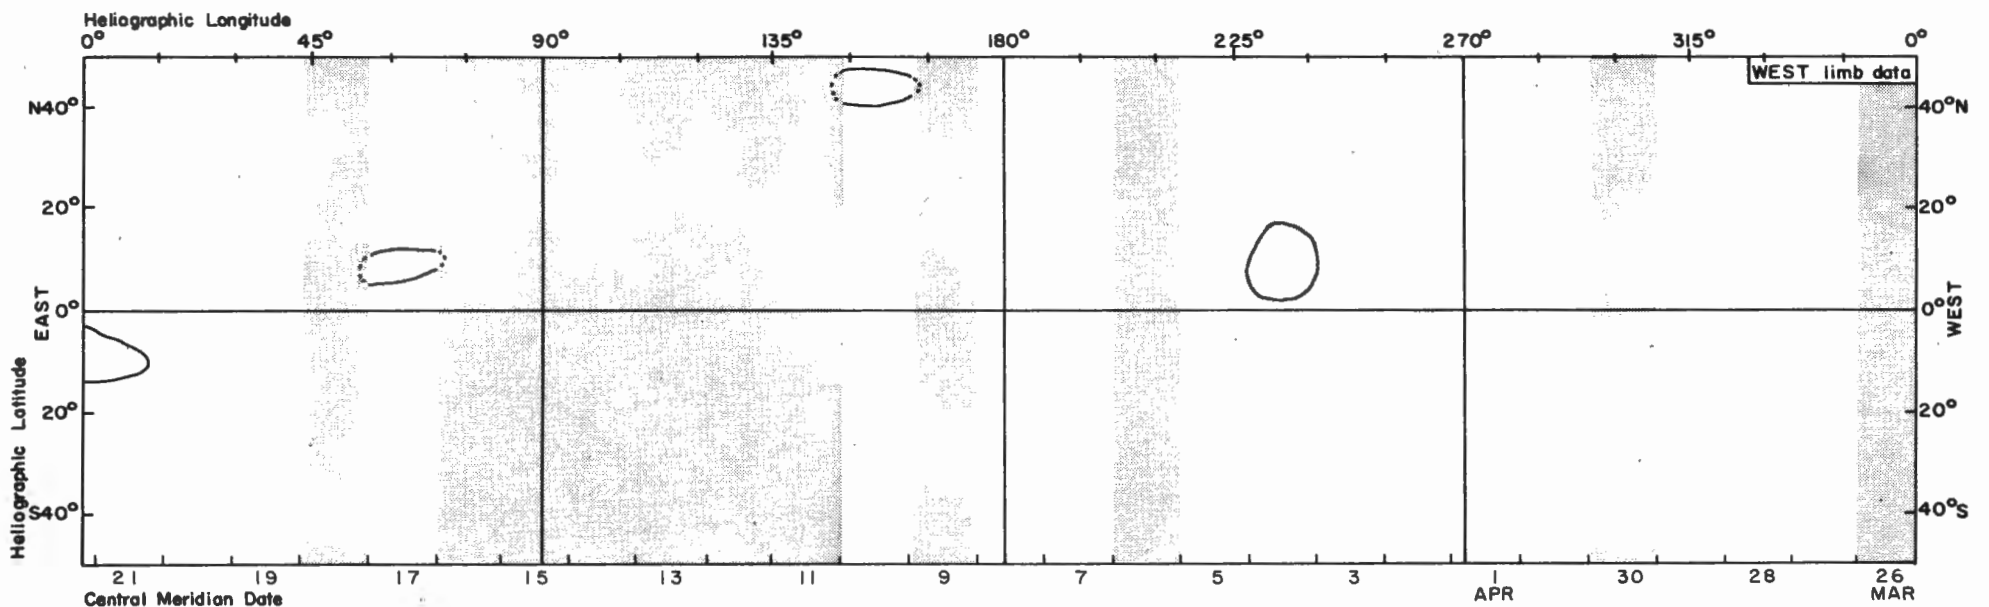 Heliographic Longitude
0° 45° 90° 135° 180° 225° 270° 315° 0°
WEST limb data
N40° 40°N
20° 20°
EAST 0° 0° WEST
Heliographic Latitude
20° 20°
S40° 40°S
21 19 17 15 13 11 9 7 5 3 1 30 28 26
APR MAR
Central Meridian Date